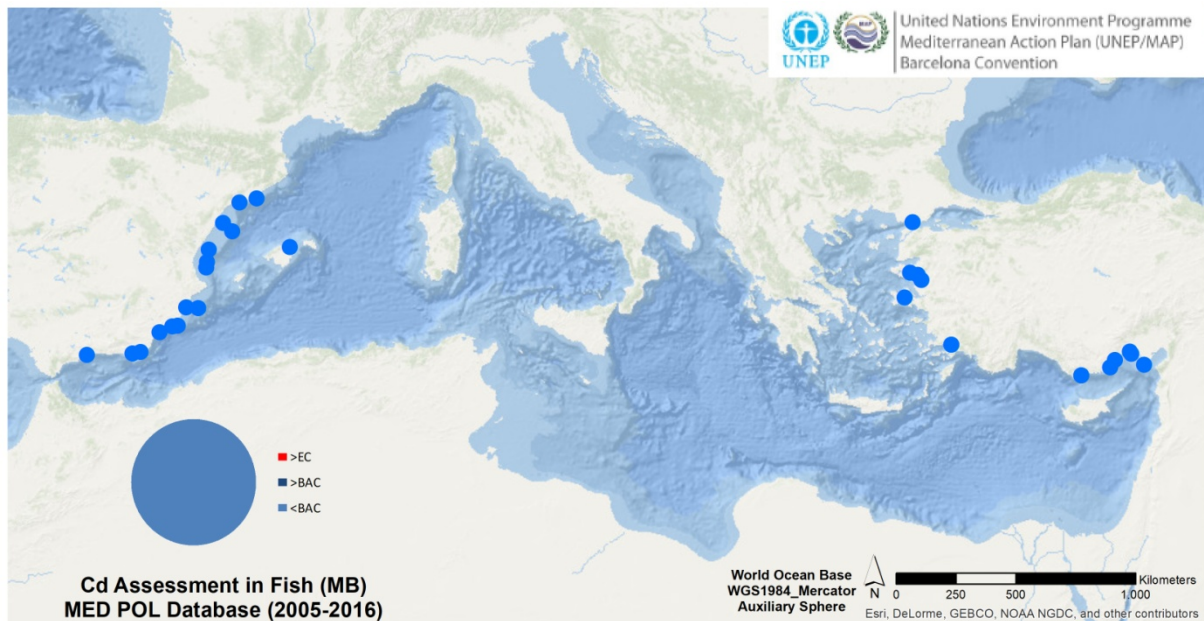 UNEP
United Nations Environment Programme
Mediterranean Action Plan (UNEP/MAP)
Barcelona Convention
>EC
>BAC
<BAC
Cd Assessment in Fish (MB)
MED POL Database (2005-2016)
World Ocean Base
WGS1984_Mercator
Auxiliary Sphere
N
Kilometers
0 250 500 1,000
Esri, DeLorme, GEBCO, NOAA NGDC, and other contributors